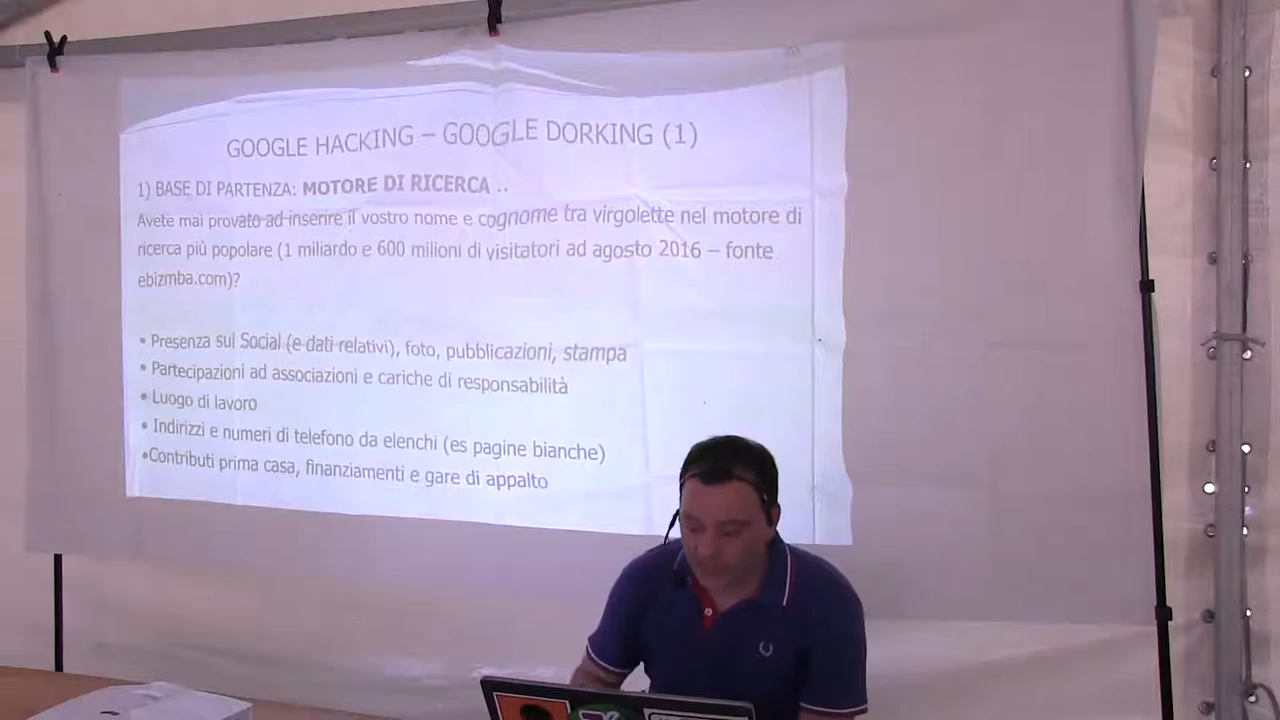 GOOGLE HACKING – GOOGLE DORKING (1)
1) BASE DI PARTENZA: MOTORE DI RICERCA ..
Avete mai provato ad inserire il vostro nome e cognome tra virgolette nel motore di
ricerca più popolare (1 miliardo e 600 milioni di visitatori ad agosto 2016 – fonte
ebizmba.com)?
• Presenza sui Social (e dati relativi), foto, pubblicazioni, stampa
• Partecipazioni ad associazioni e cariche di responsabilità
• Luogo di lavoro
• Indirizzi e numeri di telefono da elenchi (es pagine bianche)
•Contributi prima casa, finanziamenti e gare di appalto